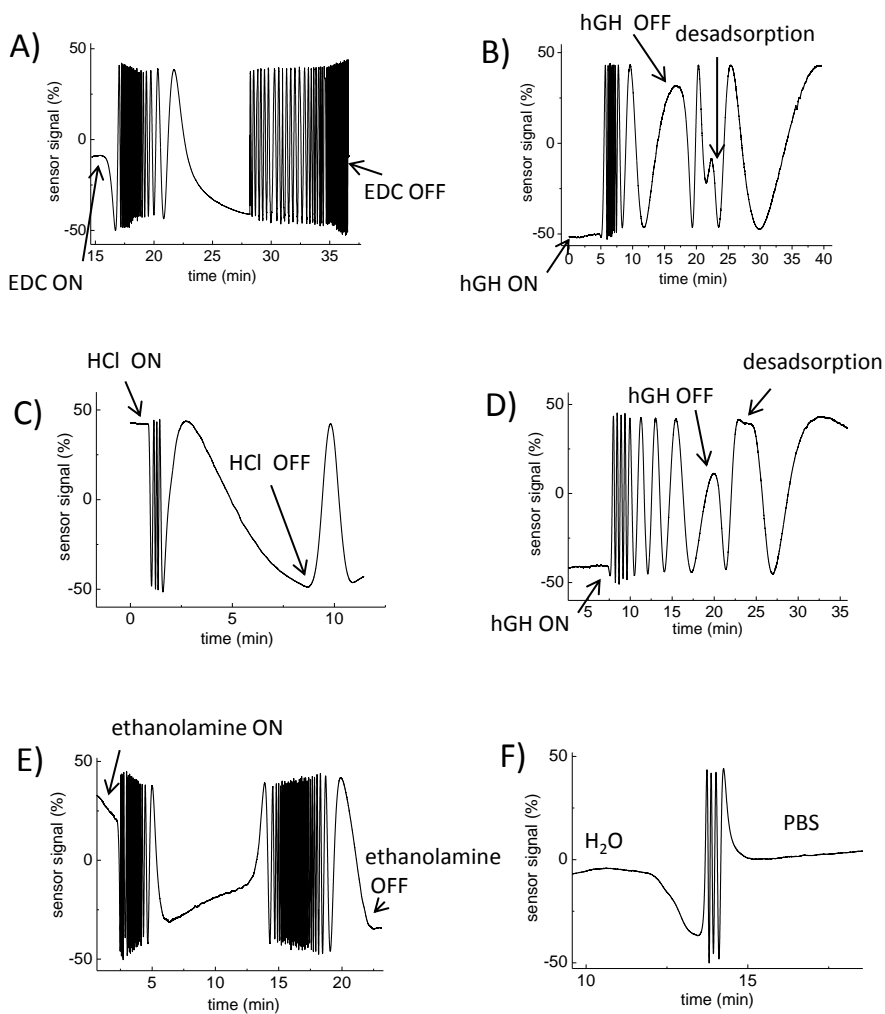 A)
50
0
-50
sensor signal (%)
15 20 25 30 35
time (min)
EDC ON
EDC OFF
B)
hGH OFF
desadsorption
50
0
-50
sensor signal (%)
0 5 10 15 20 25 30 35 40
time (min)
hGH ON
C)
HCl ON
50
0
-50
sensor signal (%)
HCl OFF
0 5 10
time (min)
D)
desadsorption
hGH OFF
50
0
-50
sensor signal (%)
5 10 15 20 25 30 35
time (min)
hGH ON
E)
ethanolamine ON
50
0
-50
sensor signal (%)
ethanolamine
OFF
5 10 15 20
time (min)
F)
50
0
-50
sensor signal (%)
H₂O
PBS
10 15
time (min)